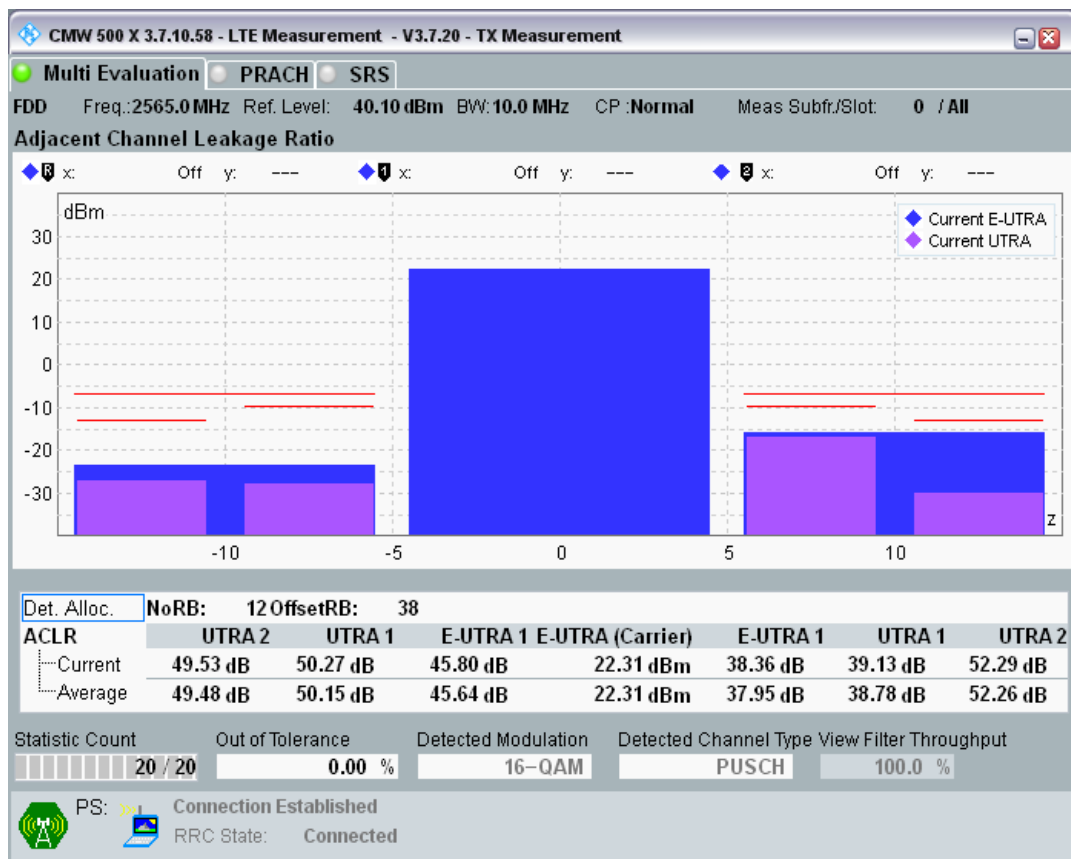 CMW 500 X 3.7.10.58 - LTE Measurement - V3.7.20 - TX Measurement
Multi Evaluation PRACH SRS
FDD Freq.:2565.0 MHz Ref. Level: 40.10 dBm BW:10.0 MHz CP :Normal Meas Subfr./Slot: 0 / All
Adjacent Channel Leakage Ratio
R x: Off y: --- 1 x: Off y: --- 2 x: Off y: ---
dBm
Current E-UTRA
Current UTRA
30
20
10
0
-10
-20
-30
z
-10 -5 0 5 10
Det. Alloc. NoRB: 12 OffsetRB: 38
ACLR UTRA 2 UTRA 1 E-UTRA 1 E-UTRA (Carrier) E-UTRA 1 UTRA 1 UTRA 2
Current 49.53 dB 50.27 dB 45.80 dB 22.31 dBm 38.36 dB 39.13 dB 52.29 dB
Average 49.48 dB 50.15 dB 45.64 dB 22.31 dBm 37.95 dB 38.78 dB 52.26 dB
Statistic Count Out of Tolerance Detected Modulation Detected Channel Type View Filter Throughput
20 / 20 0.00 % 16-QAM PUSCH 100.0 %
PS: Connection Established
RRC State: Connected